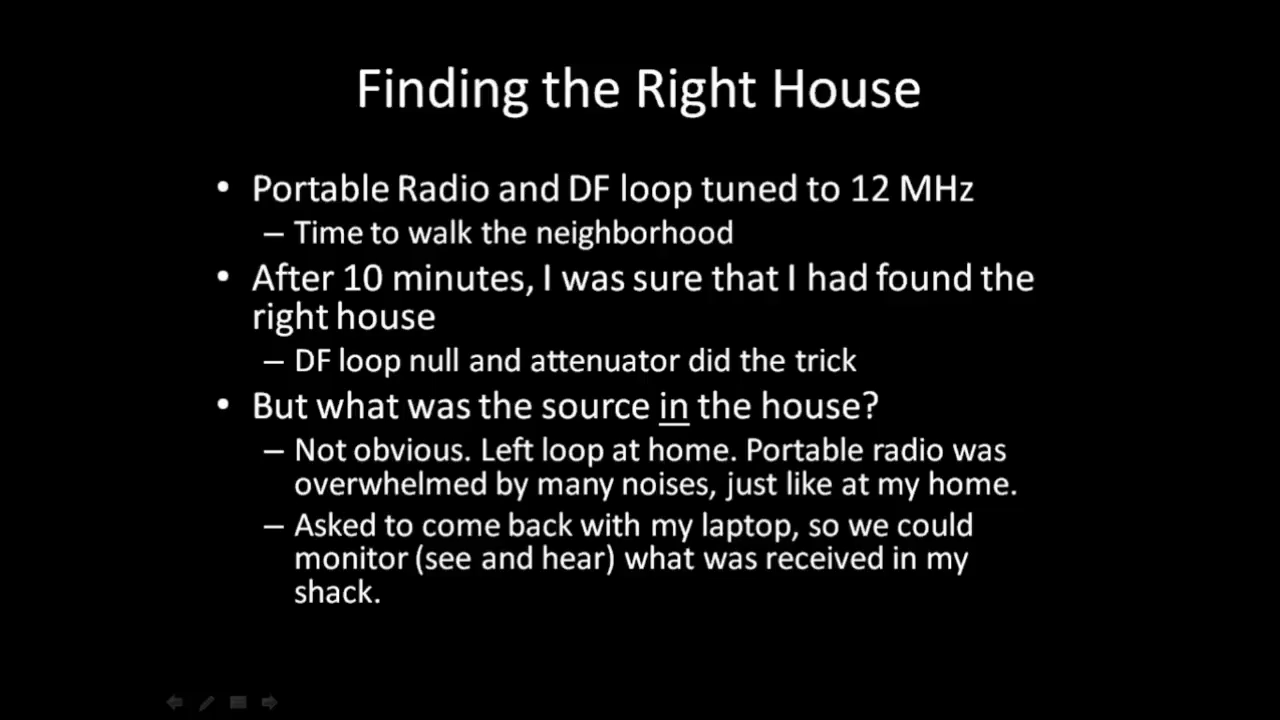 Finding the Right House
• Portable Radio and DF loop tuned to 12 MHz
– Time to walk the neighborhood
• After 10 minutes, I was sure that I had found the
right house
– DF loop null and attenuator did the trick
• But what was the source in the house?
– Not obvious. Left loop at home. Portable radio was
overwhelmed by many noises, just like at my home.
– Asked to come back with my laptop, so we could
monitor (see and hear) what was received in my
shack.